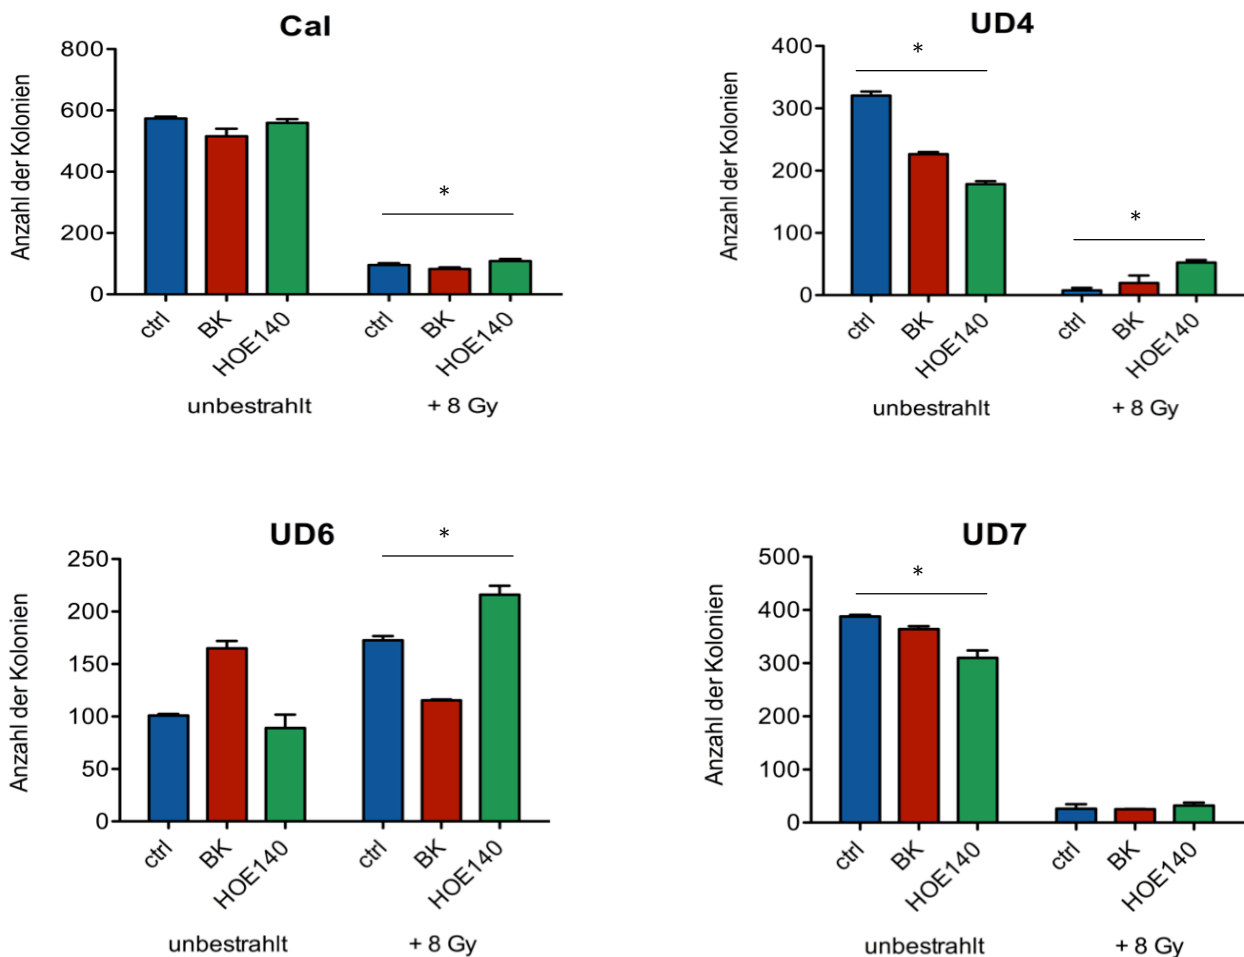 Cal
Anzahl der Kolonien
800
600
400
200
0
*
ctrl
BK
HOE140
ctrl
BK
HOE140
unbestrahlt
+ 8 Gy
UD4
Anzahl der Kolonien
400
300
200
100
0
*
*
ctrl
BK
HOE140
ctrl
BK
HOE140
unbestrahlt
+ 8 Gy
UD6
Anzahl der Kolonien
250
200
150
100
50
0
*
ctrl
BK
HOE140
ctrl
BK
HOE140
unbestrahlt
+ 8 Gy
UD7
Anzahl der Kolonien
500
400
300
200
100
0
*
ctrl
BK
HOE140
ctrl
BK
HOE140
unbestrahlt
+ 8 Gy